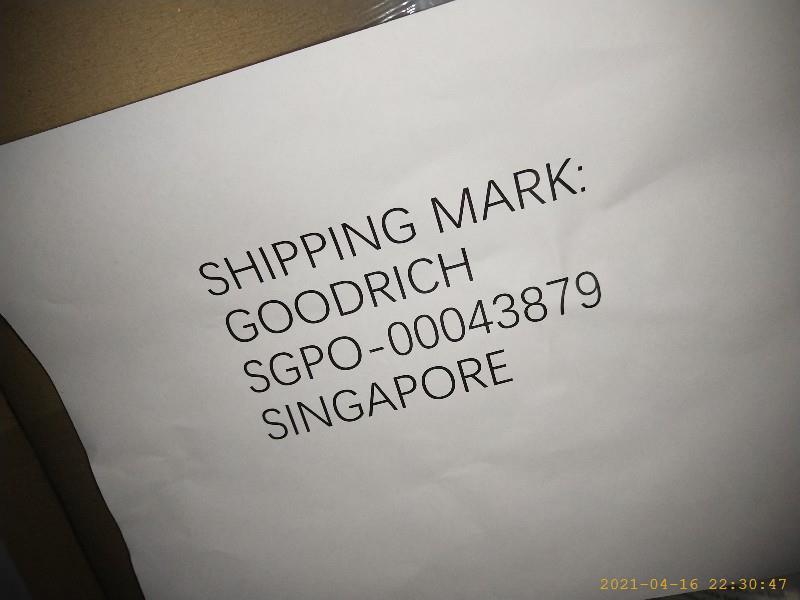 SHIPPING MARK:
GOODRICH
SGPO-00043879
SINGAPORE
2021-04-16 22:30:47